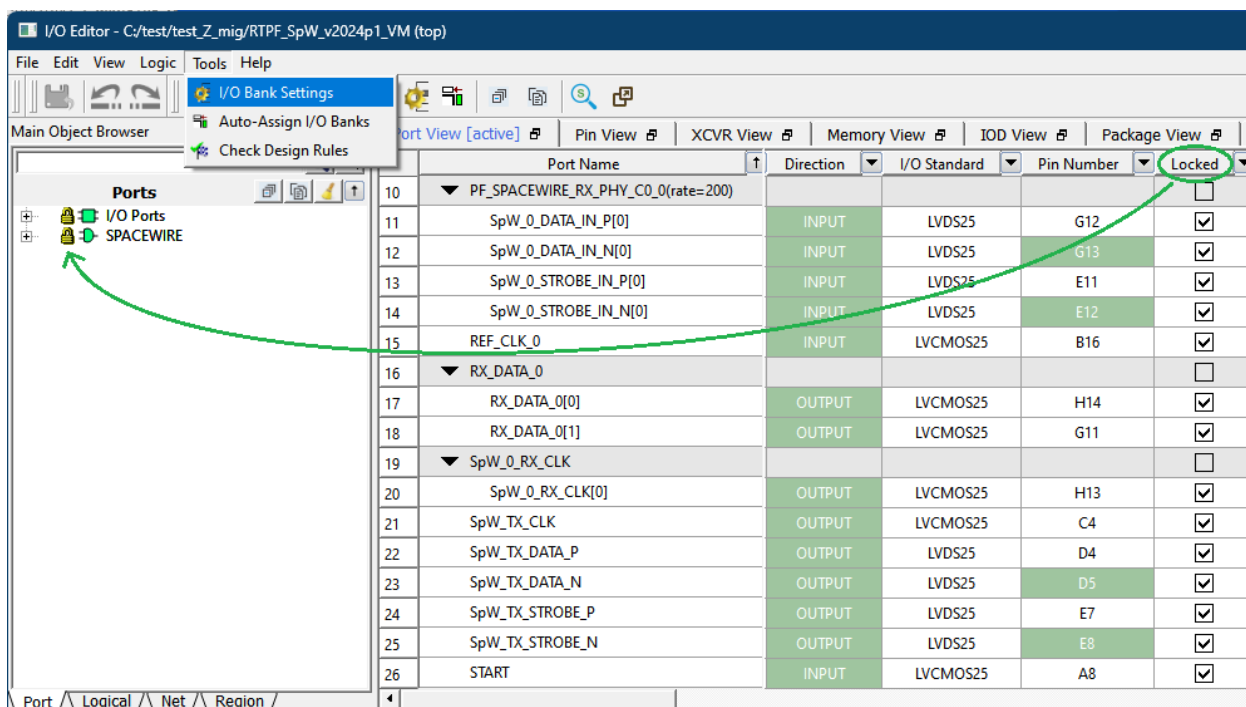 I/O Editor - C:/test/test_Z_mig/RTPF_SpW_v2024p1_VM (top)
File Edit View Logic Tools Help
I/O Bank Settings
Auto-Assign I/O Banks
Check Design Rules
Main Object Browser
Port View [active] Pin View XCVR View Memory View IOD View Package View
Ports
I/O Ports
SPACEWIRE
Port Name Direction I/O Standard Pin Number Locked
10 PF_SPACEWIRE_RX_PHY_C0_0(rate=200)
11 SpW_0_DATA_IN_P[0] INPUT LVDS25 G12
12 SpW_0_DATA_IN_N[0] INPUT LVDS25 G13
13 SpW_0_STROBE_IN_P[0] INPUT LVDS25 E11
14 SpW_0_STROBE_IN_N[0] INPUT LVDS25 E12
15 REF_CLK_0 INPUT LVCMOS25 B16
16 RX_DATA_0
17 RX_DATA_0[0] OUTPUT LVCMOS25 H14
18 RX_DATA_0[1] OUTPUT LVCMOS25 G11
19 SpW_0_RX_CLK
20 SpW_0_RX_CLK[0] OUTPUT LVCMOS25 H13
21 SpW_TX_CLK OUTPUT LVCMOS25 C4
22 SpW_TX_DATA_P OUTPUT LVDS25 D4
23 SpW_TX_DATA_N OUTPUT LVDS25 D5
24 SpW_TX_STROBE_P OUTPUT LVDS25 E7
25 SpW_TX_STROBE_N OUTPUT LVDS25 E8
26 START INPUT LVCMOS25 A8
Port Logical Net Region